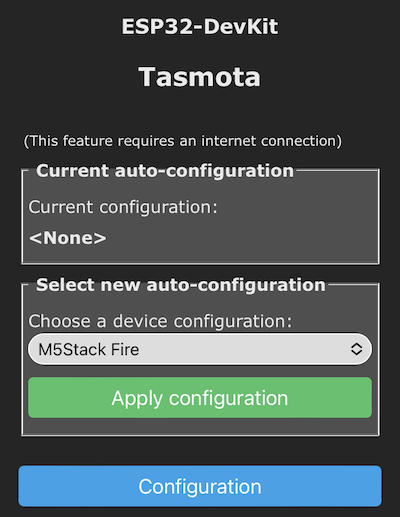 ESP32-DevKit
Tasmota
(This feature requires an internet connection)
Current auto-configuration
Current configuration:
<None>
Select new auto-configuration
Choose a device configuration:
M5Stack Fire
Apply configuration
Configuration